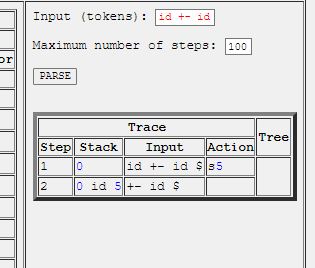 or
Input (tokens): id +- id
Maximum number of steps: 100
PARSE
Trace Tree
Step Stack Input Action
1 0 id +- id $ s5
2 0 id 5 +- id $